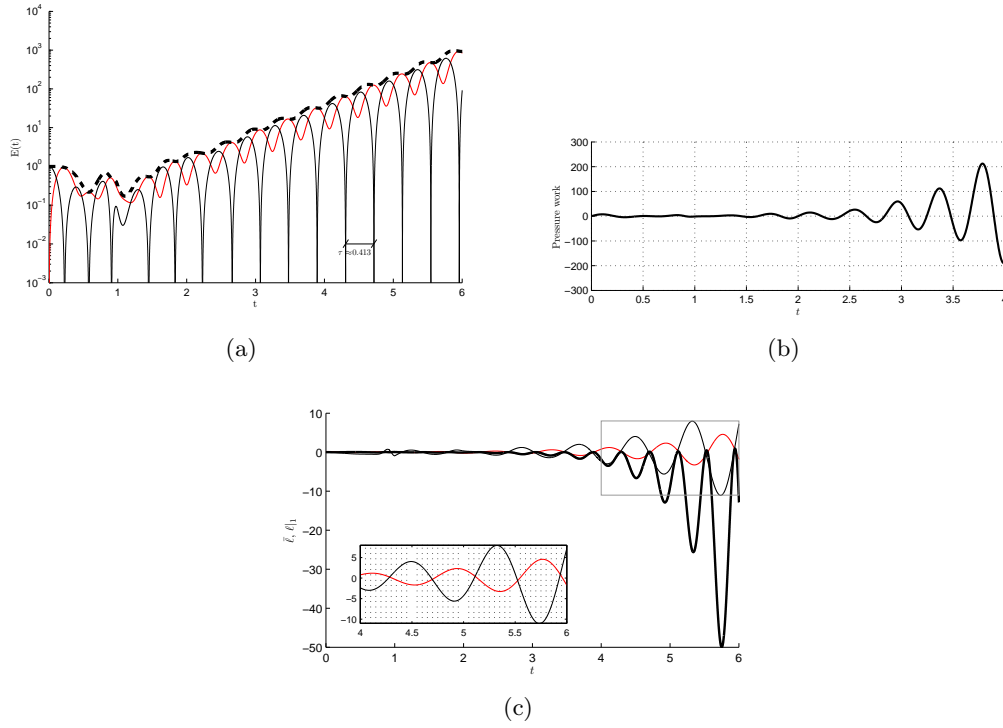 10^4
10^3
10^2
10^1
10^0
10^-1
10^-2
10^-3
E(t)
τ ≈0.413
0 1 2 3 4 5 6
t
(a)
300
200
100
0
−100
−200
−300
Pressure work
0 0.5 1 1.5 2 2.5 3 3.5 4
t
(b)
10
0
−10
−20
−30
−40
−50
ℓ̄, ℓ|₁
5
0
−5
−10
4 4.5 5 5.5 6
0 1 2 3 4 5 6
t
(c)